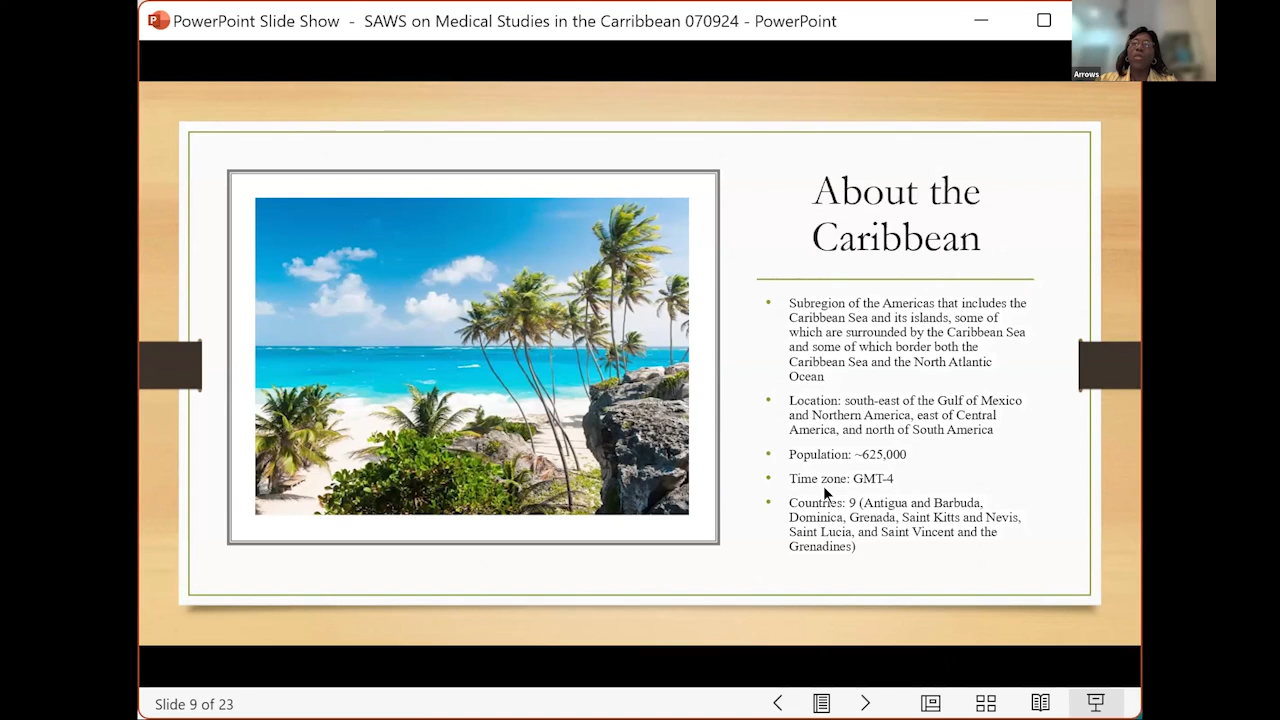 PowerPoint Slide Show - SAWS on Medical Studies in the Carribbean 070924 - PowerPoint
Arrows
About the
Caribbean
• Subregion of the Americas that includes the
Caribbean Sea and its islands, some of
which are surrounded by the Caribbean Sea
and some of which border both the
Caribbean Sea and the North Atlantic
Ocean
• Location: south-east of the Gulf of Mexico
and Northern America, east of Central
America, and north of South America
• Population: ~625,000
• Time zone: GMT-4
• Countries: 9 (Antigua and Barbuda,
Dominica, Grenada, Saint Kitts and Nevis,
Saint Lucia, and Saint Vincent and the
Grenadines)
Slide 9 of 23